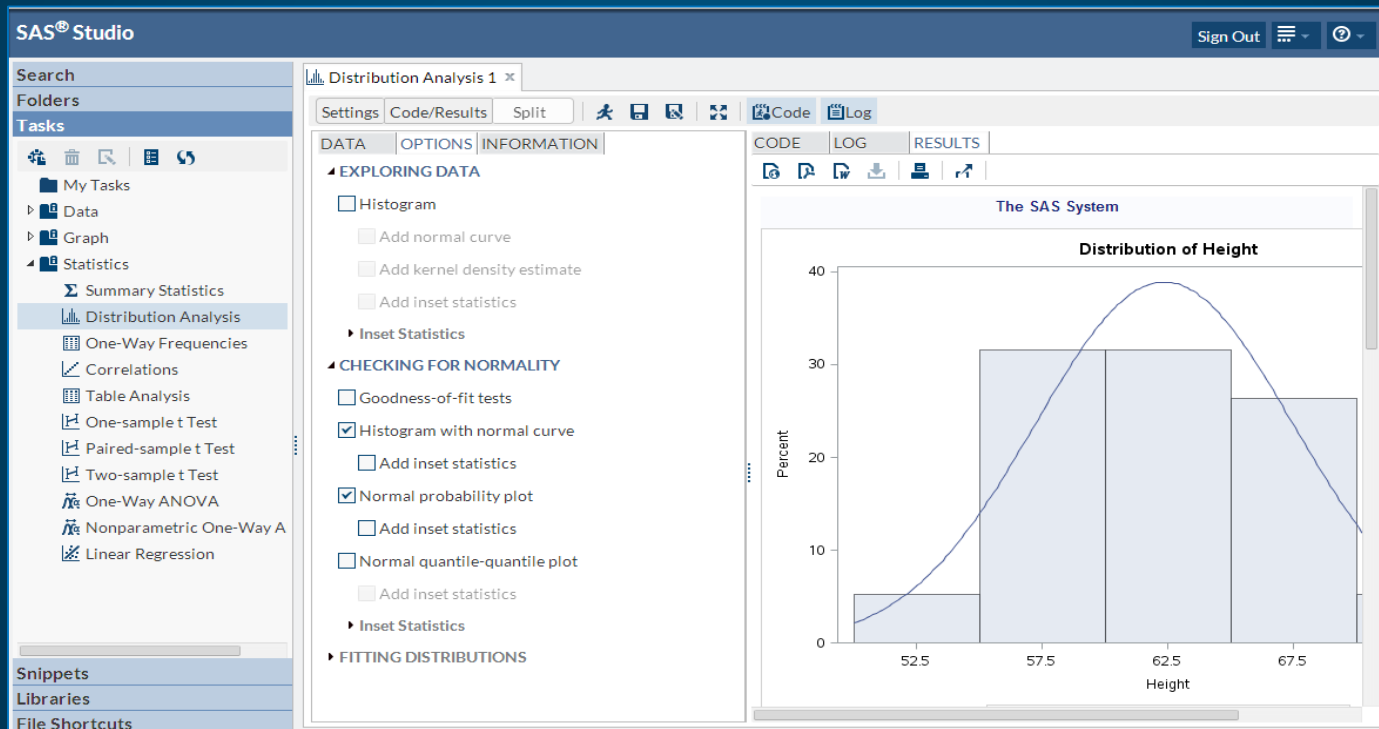 SAS® Studio
Sign Out
Search
Folders
Tasks
My Tasks
Data
Graph
Statistics
Summary Statistics
Distribution Analysis
One-Way Frequencies
Correlations
Table Analysis
One-sample t Test
Paired-sample t Test
Two-sample t Test
One-Way ANOVA
Nonparametric One-Way A
Linear Regression
Snippets
Libraries
File Shortcuts
Distribution Analysis 1
Settings Code/Results Split Code Log
DATA OPTIONS INFORMATION
EXPLORING DATA
Histogram
Add normal curve
Add kernel density estimate
Add inset statistics
Inset Statistics
CHECKING FOR NORMALITY
Goodness-of-fit tests
Histogram with normal curve
Add inset statistics
Normal probability plot
Add inset statistics
Normal quantile-quantile plot
Add inset statistics
Inset Statistics
FITTING DISTRIBUTIONS
CODE LOG RESULTS
The SAS System
Distribution of Height
40
30
20
10
0
Percent
52.5 57.5 62.5 67.5
Height